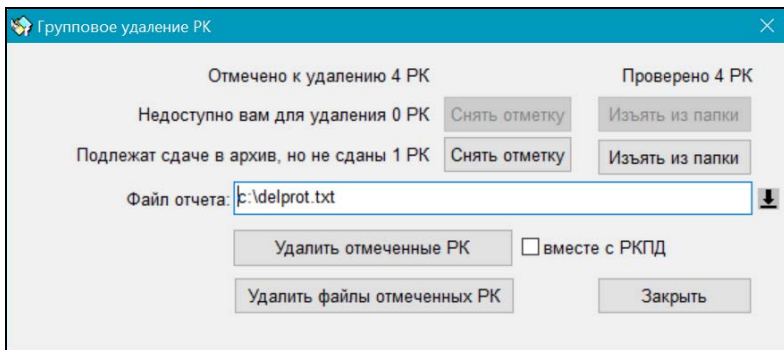 Групповое удаление РК
Отмечено к удалению 4 РК Проверено 4 РК
Недоступно вам для удаления 0 РК Снять отметку Изъять из папки
Подлежат сдаче в архив, но не сданы 1 РК Снять отметку Изъять из папки
Файл отчета: c:\delprot.txt
Удалить отмеченные РК вместе с РКПД
Удалить файлы отмеченных РК Закрыть